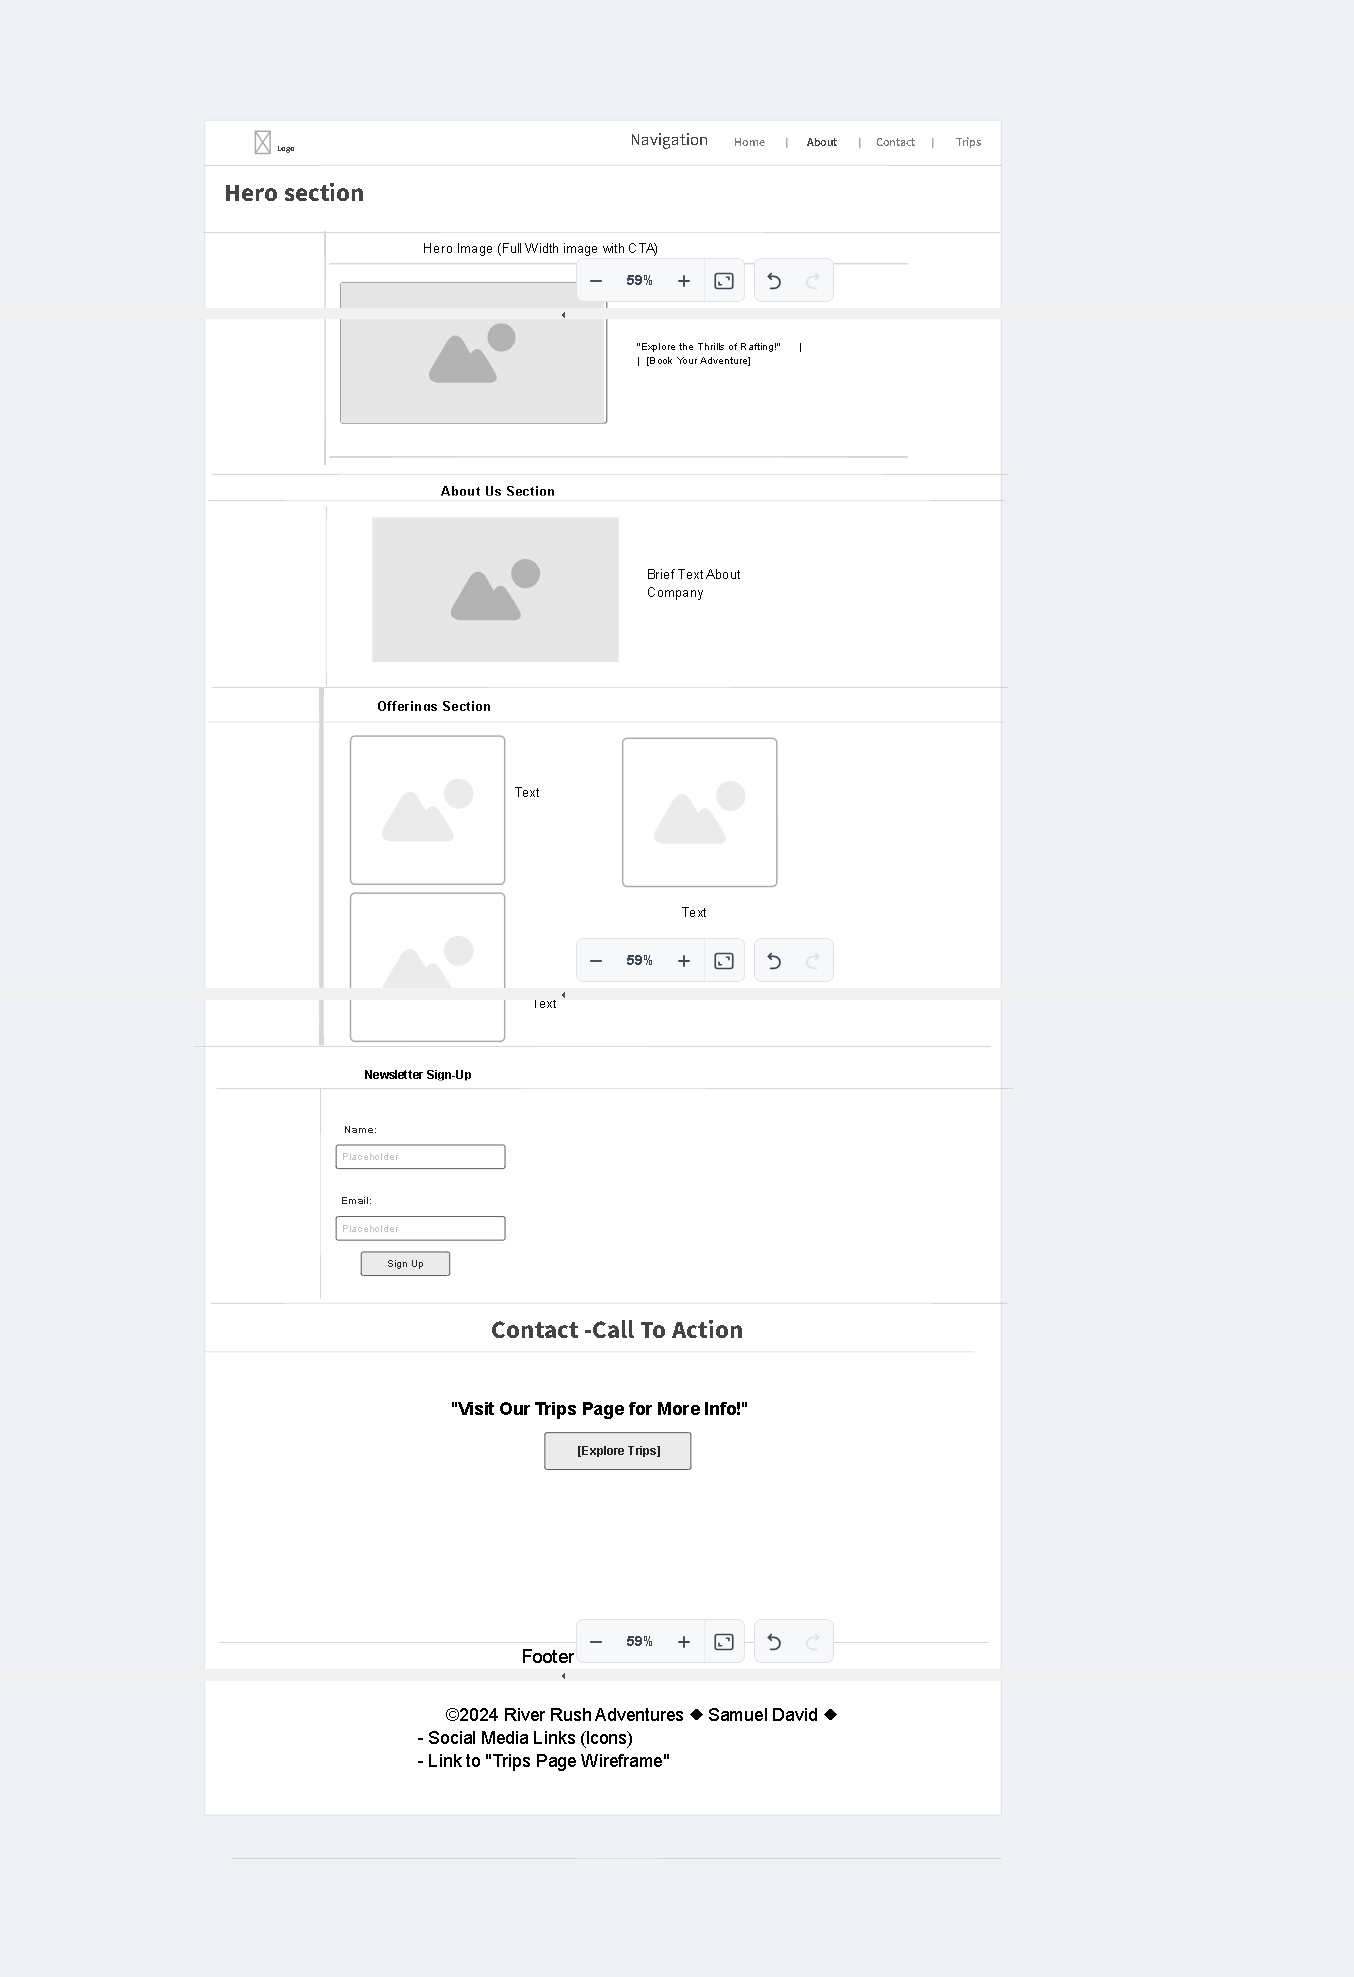 Logo
Navigation Home | About | Contact | Trips
Hero section
Hero Image (Full Width image with CTA)
59%
"Explore the Thrills of Rafting!" |
| [Book Your Adventure]
About Us Section
Brief Text About
Company
Offerings Section
Text
Text
59%
Text
Newsletter Sign-Up
Name:
Placeholder
Email:
Placeholder
Sign Up
Contact -Call To Action
"Visit Our Trips Page for More Info!"
[Explore Trips]
59%
Footer
©2024 River Rush Adventures ◆ Samuel David ◆
- Social Media Links (Icons)
- Link to "Trips Page Wireframe"